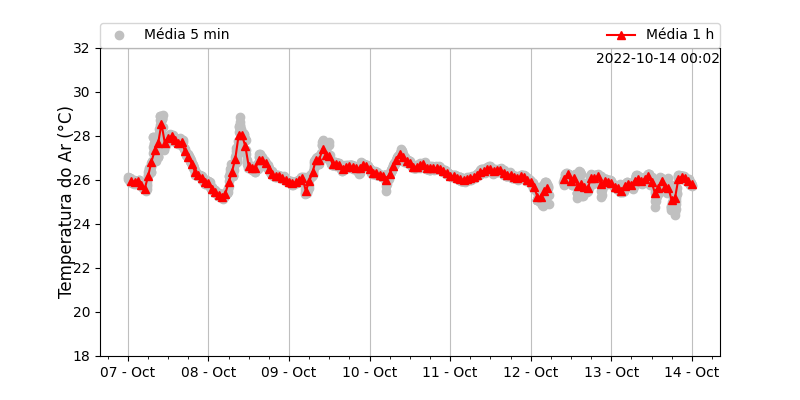 Média 5 min
Média 1 h
2022-10-14 00:02
Temperatura do Ar (°C)
32
30
28
26
24
22
20
18
07 - Oct
08 - Oct
09 - Oct
10 - Oct
11 - Oct
12 - Oct
13 - Oct
14 - Oct